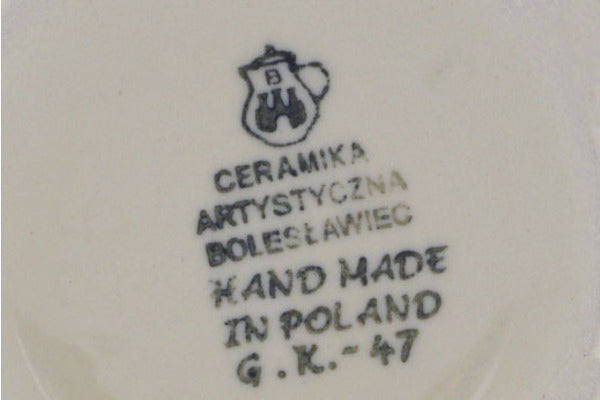 B
CERAMIKA
ARTYSTYCZNA
BOLESŁAWIEC
HAND MADE
IN POLAND
G.K.-47